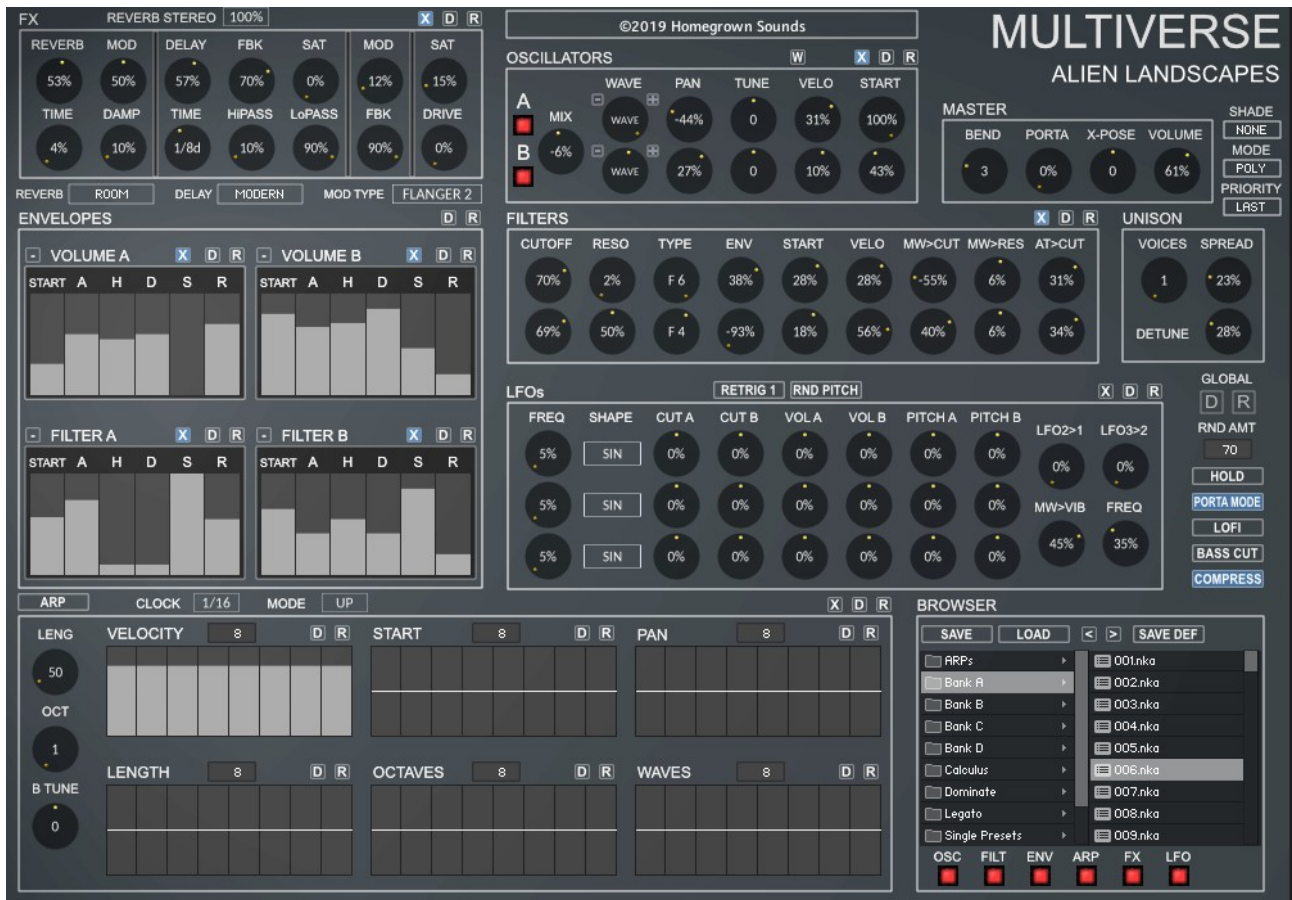 FX REVERB STEREO 100% X D R
REVERB MOD DELAY FBK SAT MOD SAT
53% 50% 57% 70% 0% 12% 15%
TIME DAMP TIME HiPASS LoPASS FBK DRIVE
4% 10% 1/8d 10% 90% 90% 0%
REVERB ROOM DELAY MODERN MOD TYPE FLANGER 2
©2019 Homegrown Sounds
MULTIVERSE
ALIEN LANDSCAPES
OSCILLATORS W X D R
WAVE PAN TUNE VELO START
A MIX - WAVE + -44% 0 31% 100%
B -6% - WAVE + 27% 0 10% 43%
MASTER
BEND PORTA X-POSE VOLUME
3 0% 0 61%
SHADE
NONE
MODE
POLY
PRIORITY
LAST
ENVELOPES D R
- VOLUME A X D R - VOLUME B X D R
START A H D S R START A H D S R
- FILTER A X D R - FILTER B X D R
START A H D S R START A H D S R
FILTERS X D R
CUTOFF RESO TYPE ENV START VELO MW>CUT MW>RES AT>CUT
70% 2% F 6 38% 28% 28% -55% 6% 31%
69% 50% F 4 -93% 18% 56% 40% 6% 34%
UNISON
VOICES SPREAD
1 23%
DETUNE 28%
LFOs RETRIG 1 RND PITCH X D R
FREQ SHAPE CUT A CUT B VOL A VOL B PITCH A PITCH B LFO2>1 LFO3>2
5% SIN 0% 0% 0% 0% 0% 0% 0% 0%
5% SIN 0% 0% 0% 0% 0% 0% MW>VIB FREQ
5% SIN 0% 0% 0% 0% 0% 0% 45% 35%
GLOBAL
D R
RND AMT
70
HOLD
PORTA MODE
LOFI
BASS CUT
COMPRESS
ARP CLOCK 1/16 MODE UP X D R
LENG VELOCITY 8 D R START 8 D R PAN 8 D R
50
OCT
1
LENGTH 8 D R OCTAVES 8 D R WAVES 8 D R
B TUNE
0
BROWSER
SAVE LOAD < > SAVE DEF
ARPs 001.nka
Bank A 002.nka
Bank B 003.nka
Bank C 004.nka
Bank D 005.nka
Calculus 006.nka
Dominate 007.nka
Legato 008.nka
Single Presets 009.nka
OSC FILT ENV ARP FX LFO